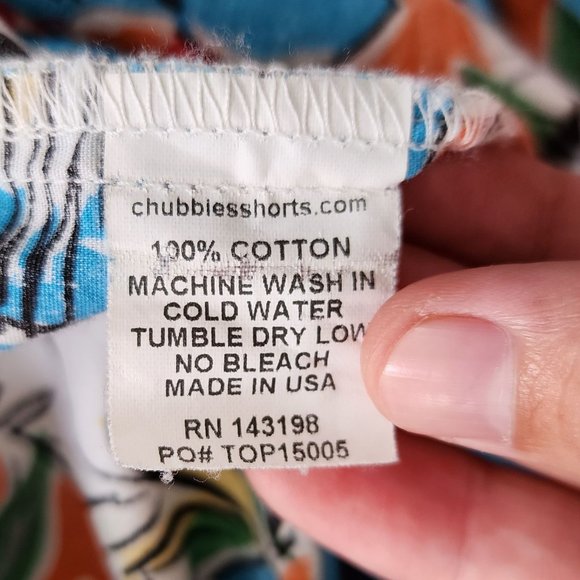 chubbiesshorts.com
100% COTTON
MACHINE WASH IN
COLD WATER
TUMBLE DRY LOW
NO BLEACH
MADE IN USA
RN 143198
PO# TOP15005